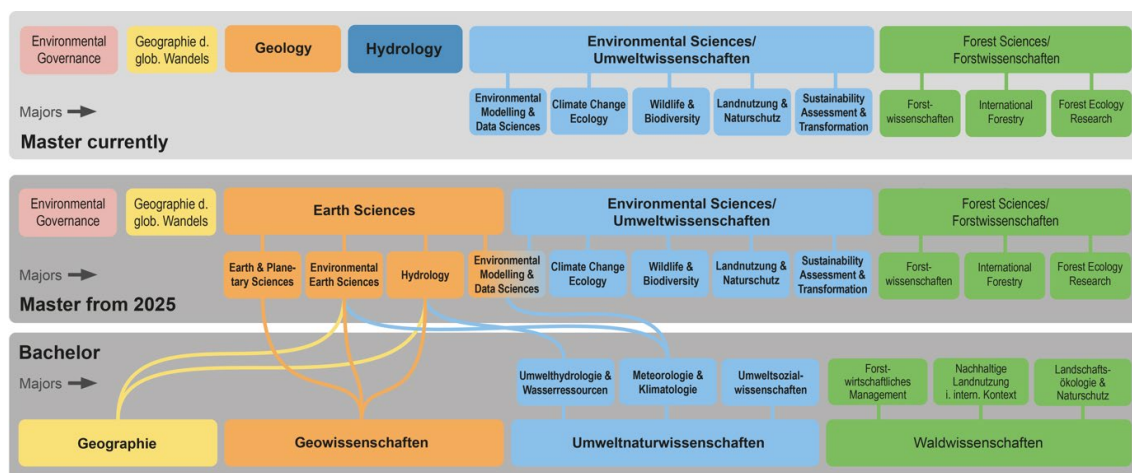 Environmental
Governance
Geographie d.
glob. Wandels
Geology
Hydrology
Environmental Sciences/
Umweltwissenschaften
Forest Sciences/
Forstwissenschaften
Majors
Environmental
Modelling &
Data Sciences
Climate Change
Ecology
Wildlife &
Biodiversity
Landnutzung &
Naturschutz
Sustainability
Assessment &
Transformation
Forst-
wissenschaften
International
Forestry
Forest Ecology
Research
Master currently
Environmental
Governance
Geographie d.
glob. Wandels
Earth Sciences
Environmental Sciences/
Umweltwissenschaften
Forest Sciences/
Forstwissenschaften
Majors
Earth & Plane-
tary Sciences
Environmental
Earth Sciences
Hydrology
Environmental
Modelling &
Data Sciences
Climate Change
Ecology
Wildlife &
Biodiversity
Landnutzung &
Naturschutz
Sustainability
Assessment &
Transformation
Forst-
wissenschaften
International
Forestry
Forest Ecology
Research
Master from 2025
Bachelor
Majors
Umwelthydrologie &
Wasserressourcen
Meteorologie &
Klimatologie
Umweltsozial-
wissenschaften
Forst-
wirtschaftliches
Management
Nachhaltige
Landnutzung
i. intern. Kontext
Landschafts-
ökologie &
Naturschutz
Geographie
Geowissenschaften
Umweltnaturwissenschaften
Waldwissenschaften